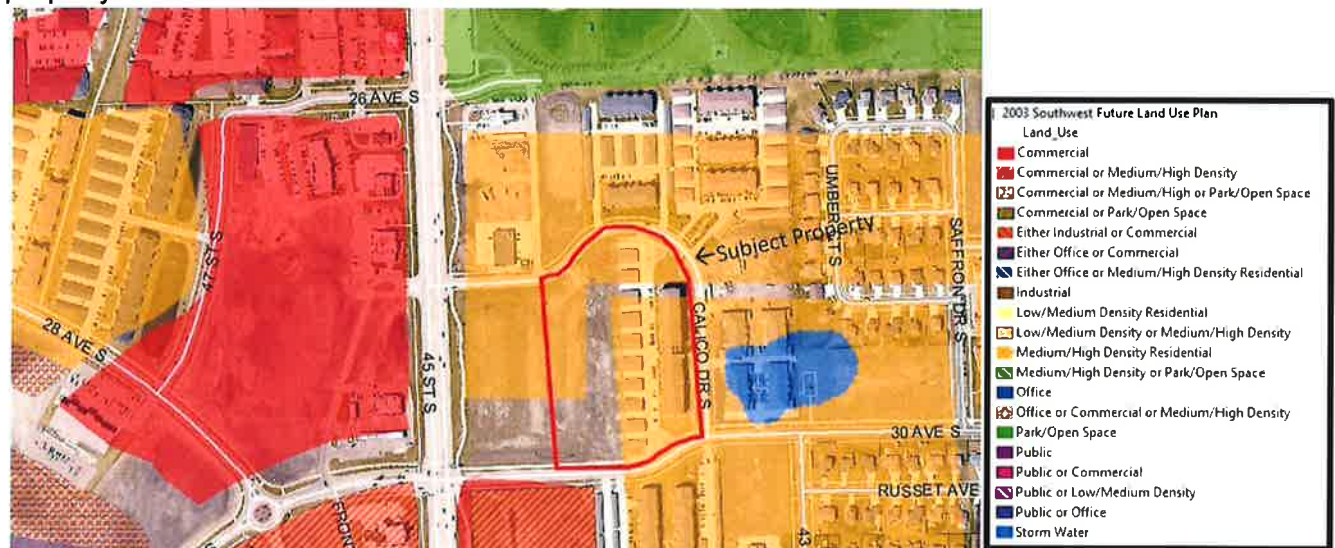 26 AVE S
47 ST S
UMBER CT S
SAFFRON DR S
←Subject Property
28 AVE S
45 ST S
CALICO DR S
30 AVE S
RUSSET AVE
FRON
43
2003 Southwest Future Land Use Plan
Land_Use
Commercial
Commercial or Medium/High Density
Commercial or Medium/High or Park/Open Space
Commercial or Park/Open Space
Either Industrial or Commercial
Either Office or Commercial
Either Office or Medium/High Density Residential
Industrial
Low/Medium Density Residential
Low/Medium Density or Medium/High Density
Medium/High Density Residential
Medium/High Density or Park/Open Space
Office
Office or Commercial or Medium/High Density
Park/Open Space
Public
Public or Commercial
Public or Low/Medium Density
Public or Office
Storm Water